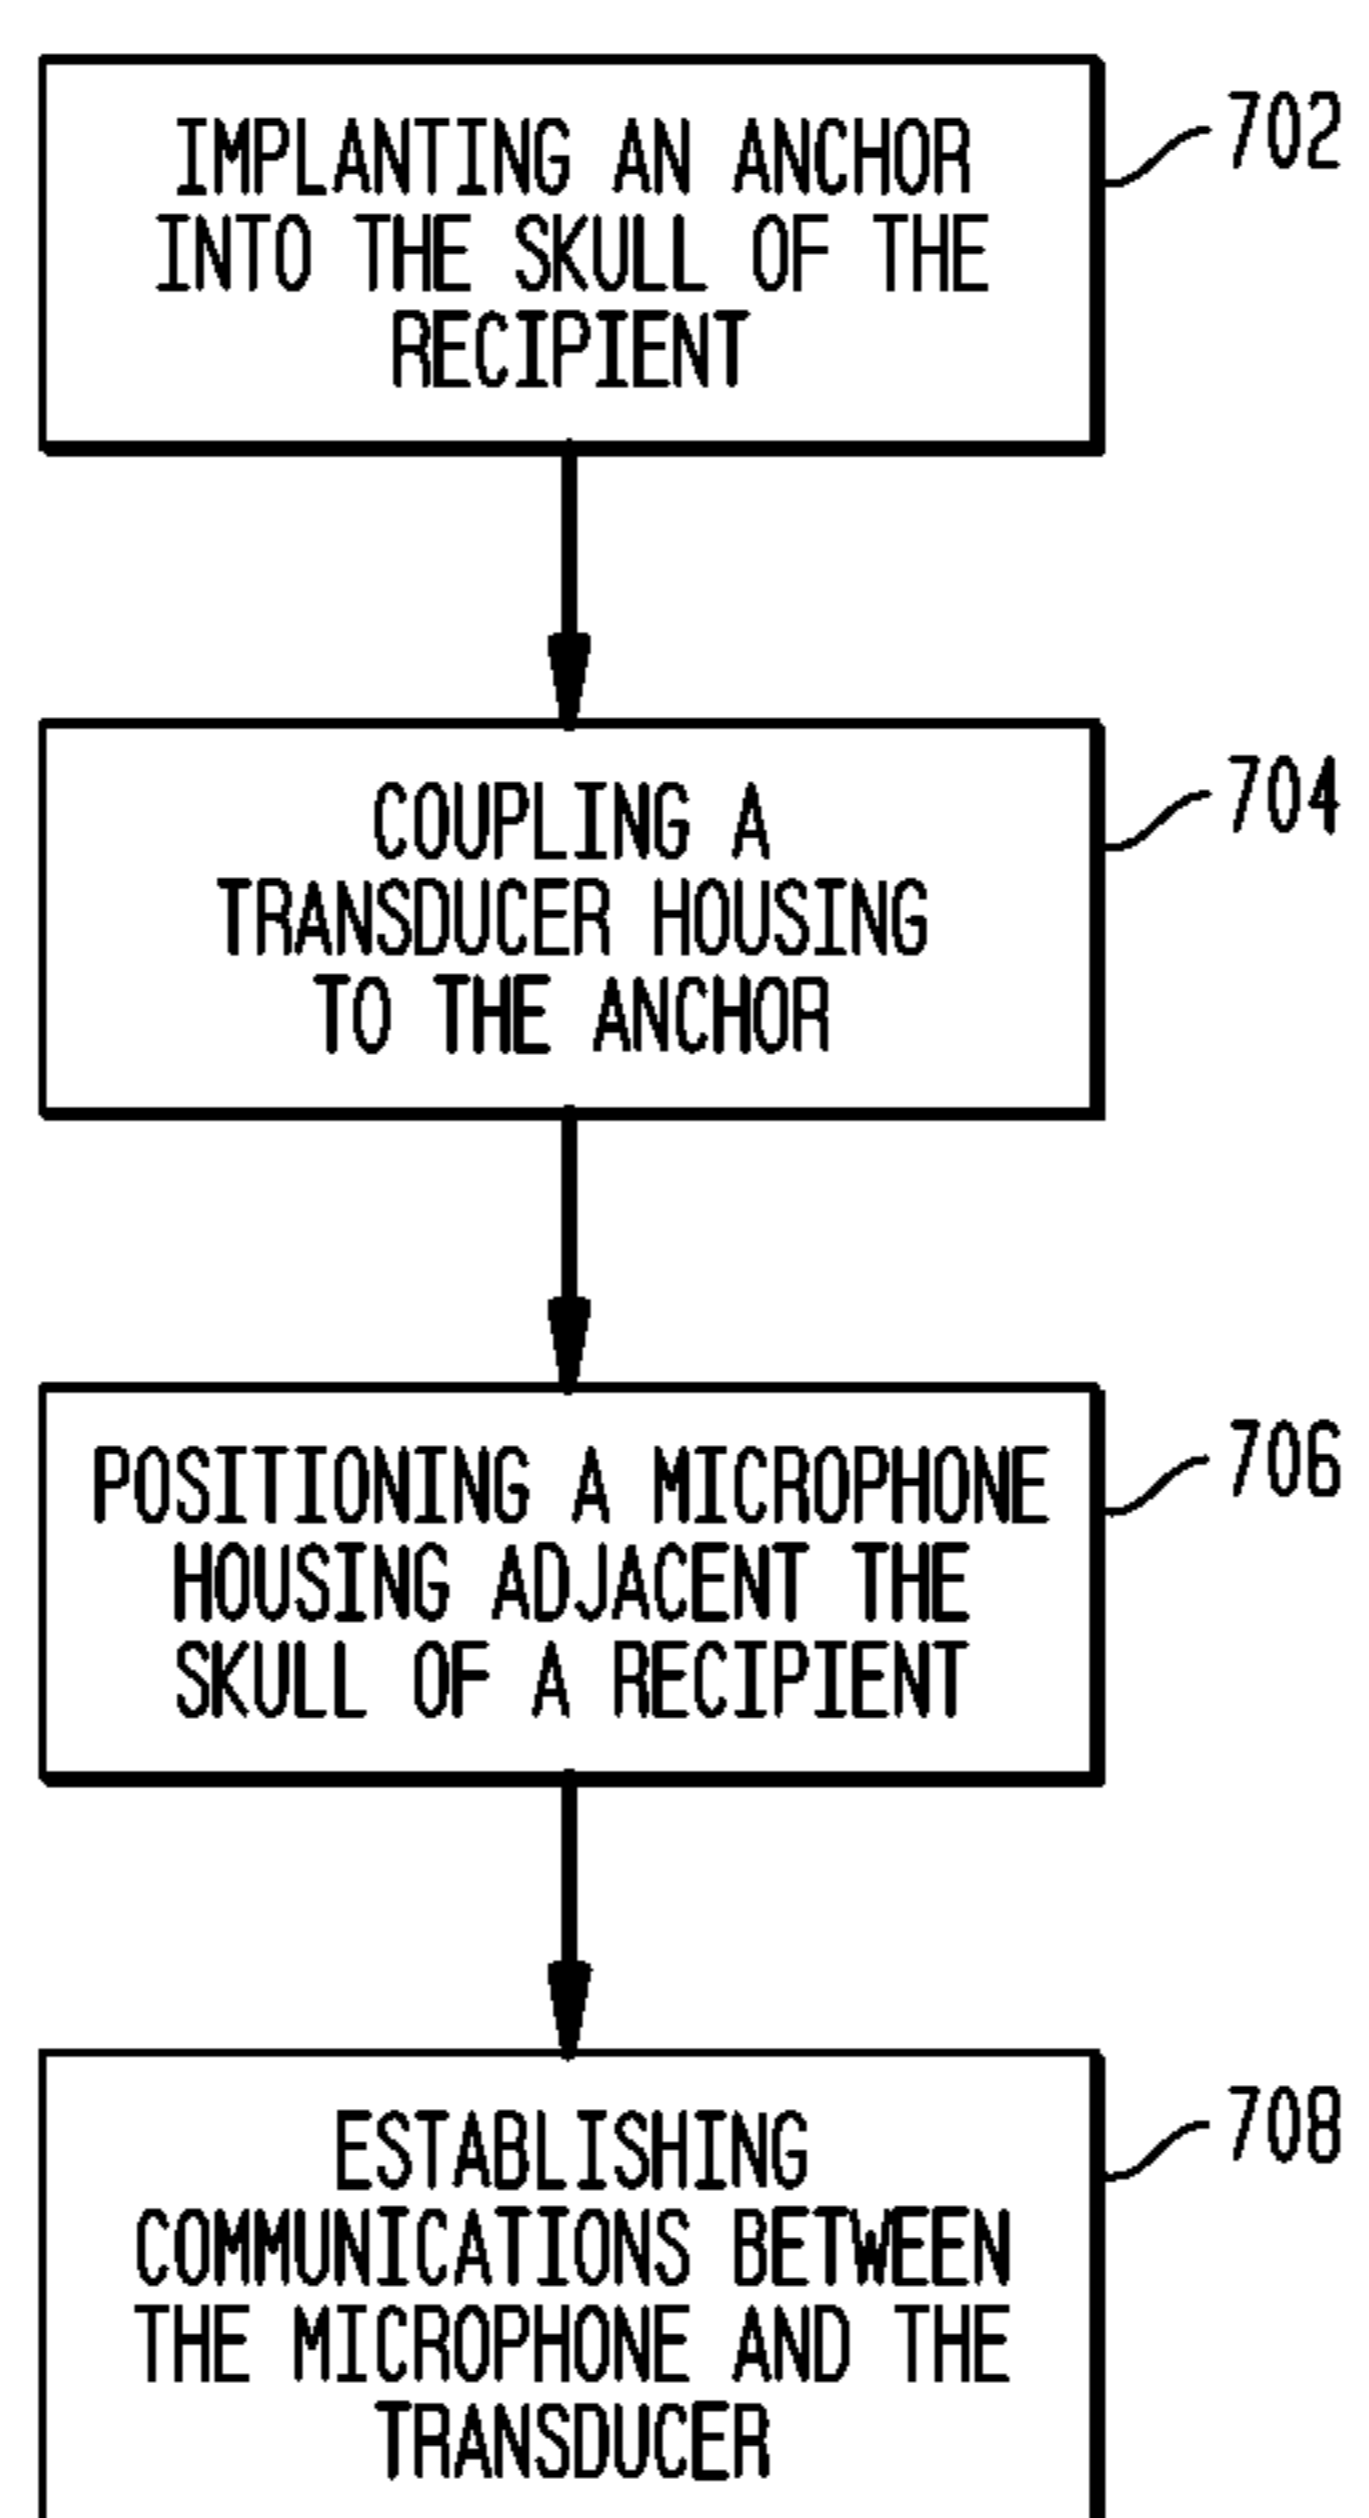 IMPLANTING AN ANCHOR
INTO THE SKULL OF THE
RECIPIENT
702
COUPLING A
TRANSDUCER HOUSING
TO THE ANCHOR
704
POSITIONING A MICROPHONE
HOUSING ADJACENT THE
SKULL OF A RECIPIENT
706
ESTABLISHING
COMMUNICATIONS BETWEEN
THE MICROPHONE AND THE
TRANSDUCER
708